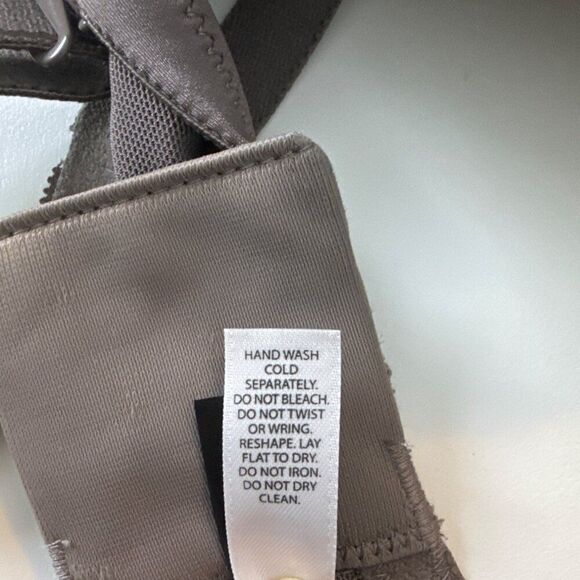 HAND WASH
COLD
SEPARATELY.
DO NOT BLEACH.
DO NOT TWIST
OR WRING.
RESHAPE. LAY
FLAT TO DRY.
DO NOT IRON.
DO NOT DRY
CLEAN.